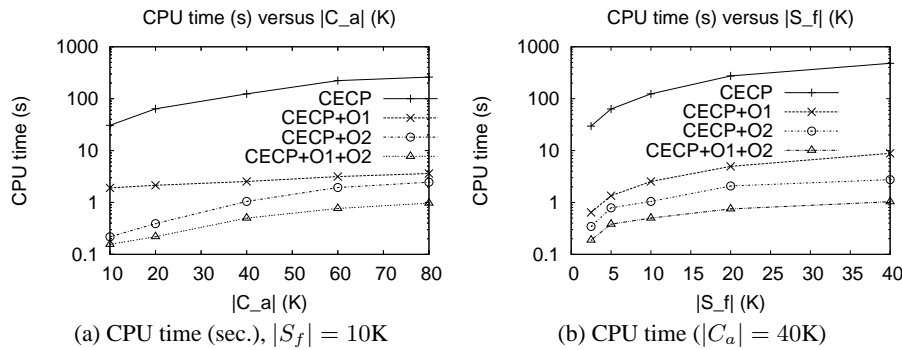 CPU time (s) versus |C_a| (K)
1000
100
10
1
0.1
CPU time (s)
CECP
CECP+O1
CECP+O2
CECP+O1+O2
10 20 30 40 50 60 70 80
|C_a| (K)
(a) CPU time (sec.), |S_f| = 10K
CPU time (s) versus |S_f| (K)
1000
100
10
1
0.1
CPU time (s)
CECP
CECP+O1
CECP+O2
CECP+O1+O2
0 5 10 15 20 25 30 35 40
|S_f| (K)
(b) CPU time (|C_a| = 40K)